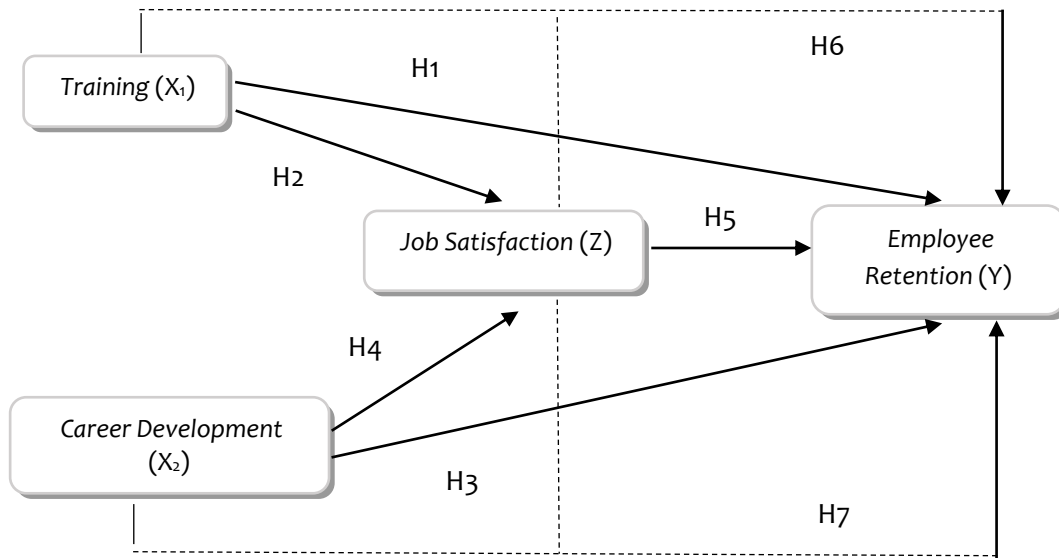 H6
H1
Training (X₁)
H2
H5
Job Satisfaction (Z)
Employee
Retention (Y)
H4
Career Development
(X₂)
H3
H7